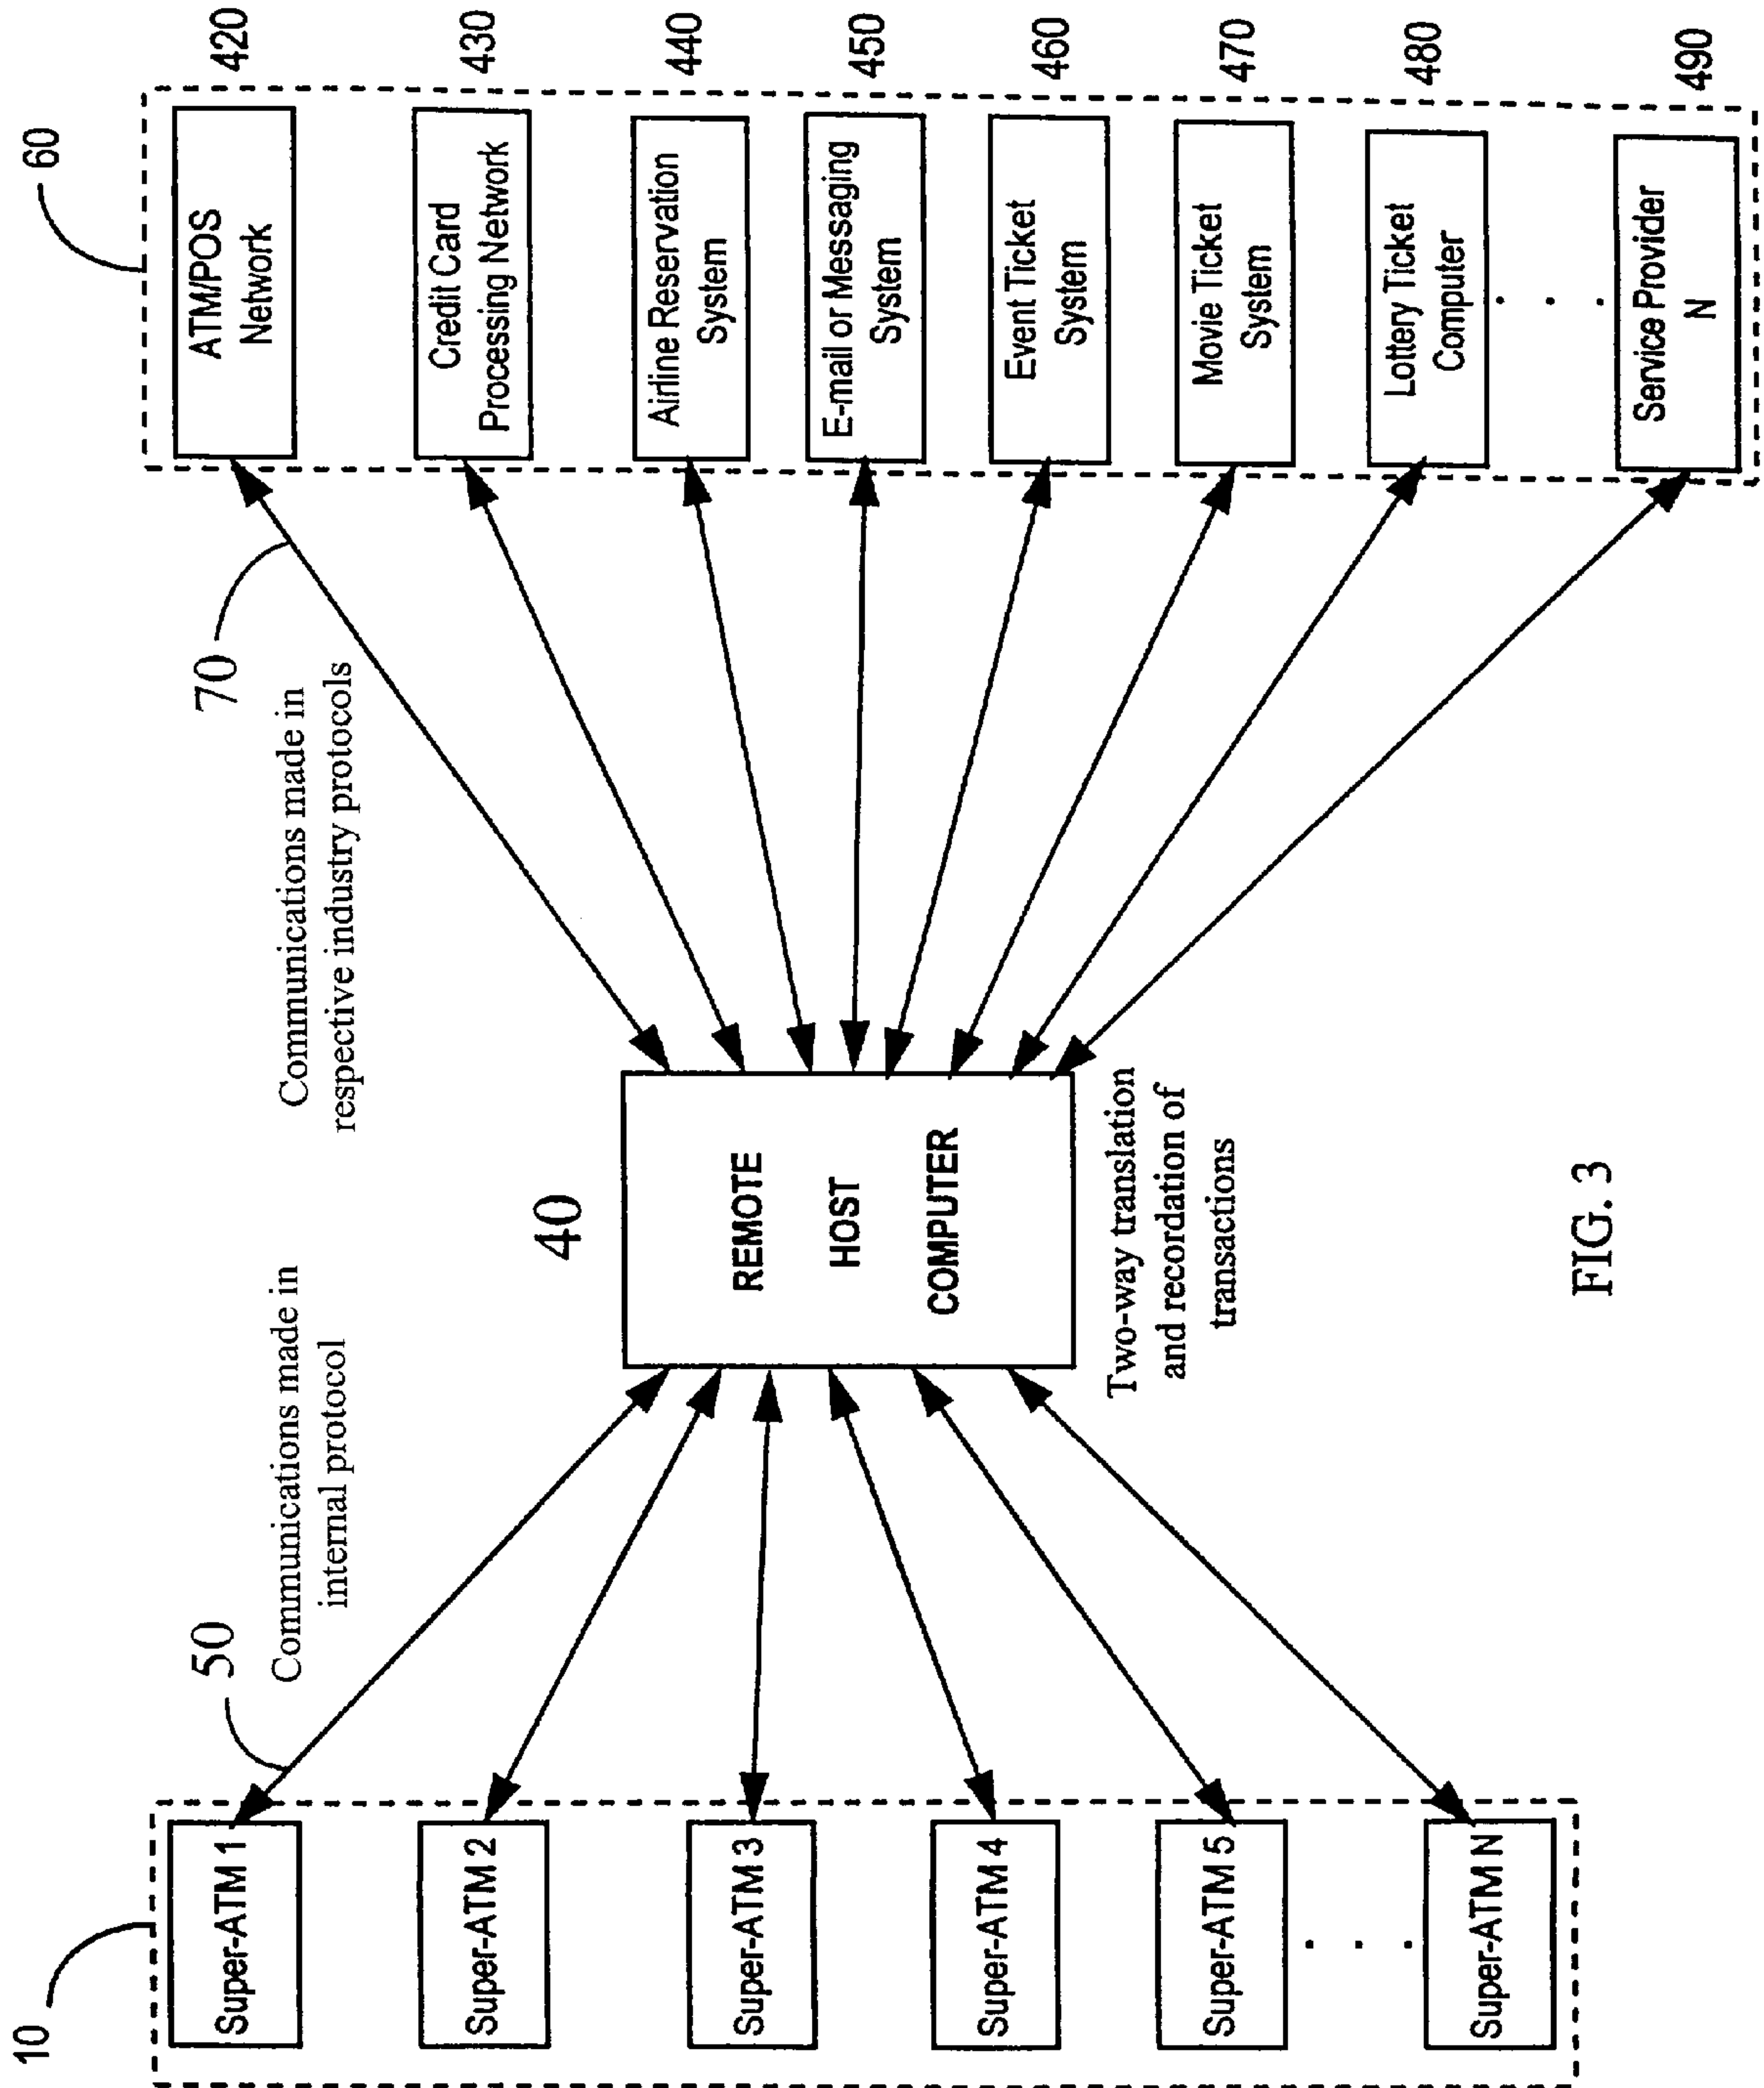 10
Super-ATM 1
Super-ATM 2
Super-ATM 3
Super-ATM 4
Super-ATM 5
. . .
Super-ATM N
50
Communications made in
internal protocol
40
REMOTE
HOST
COMPUTER
Two-way translation
and recordation of
transactions
70
Communications made in
respective industry protocols
60
ATM/POS
Network
420
Credit Card
Processing Network
430
Airline Reservation
System
440
E-mail or Messaging
System
450
Event Ticket
System
460
Movie Ticket
System
470
Lottery Ticket
Computer
480
. . .
Service Provider
N
490
FIG. 3